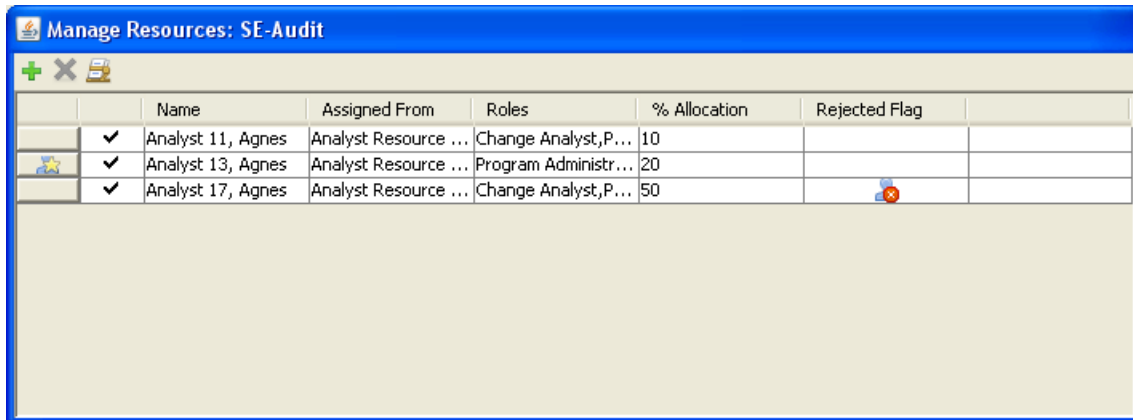 Manage Resources: SE-Audit
Name Assigned From Roles % Allocation Rejected Flag
Analyst 11, Agnes Analyst Resource ... Change Analyst,P... 10
Analyst 13, Agnes Analyst Resource ... Program Administr... 20
Analyst 17, Agnes Analyst Resource ... Change Analyst,P... 50